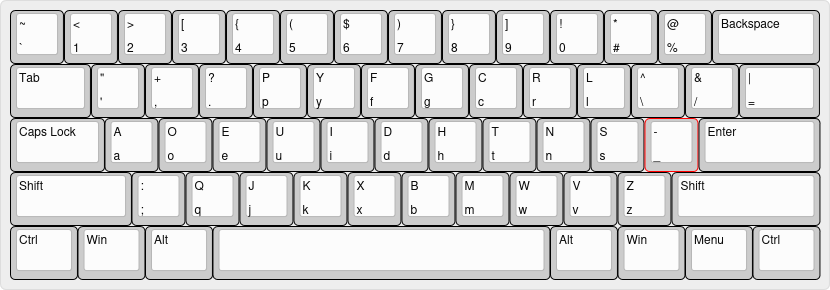 ~ < > [ { ( $ ) } ] ! * @ Backspace
` 1 2 3 4 5 6 7 8 9 0 # %
Tab " + ? P Y F G C R L ^ & |
' , . p y f g c r l \ / =
Caps Lock A O E U I D H T N S - Enter
a o e u i d h t n s _
Shift : Q J K X B M W V Z Shift
; q j k x b m w v z
Ctrl Win Alt Alt Win Menu Ctrl